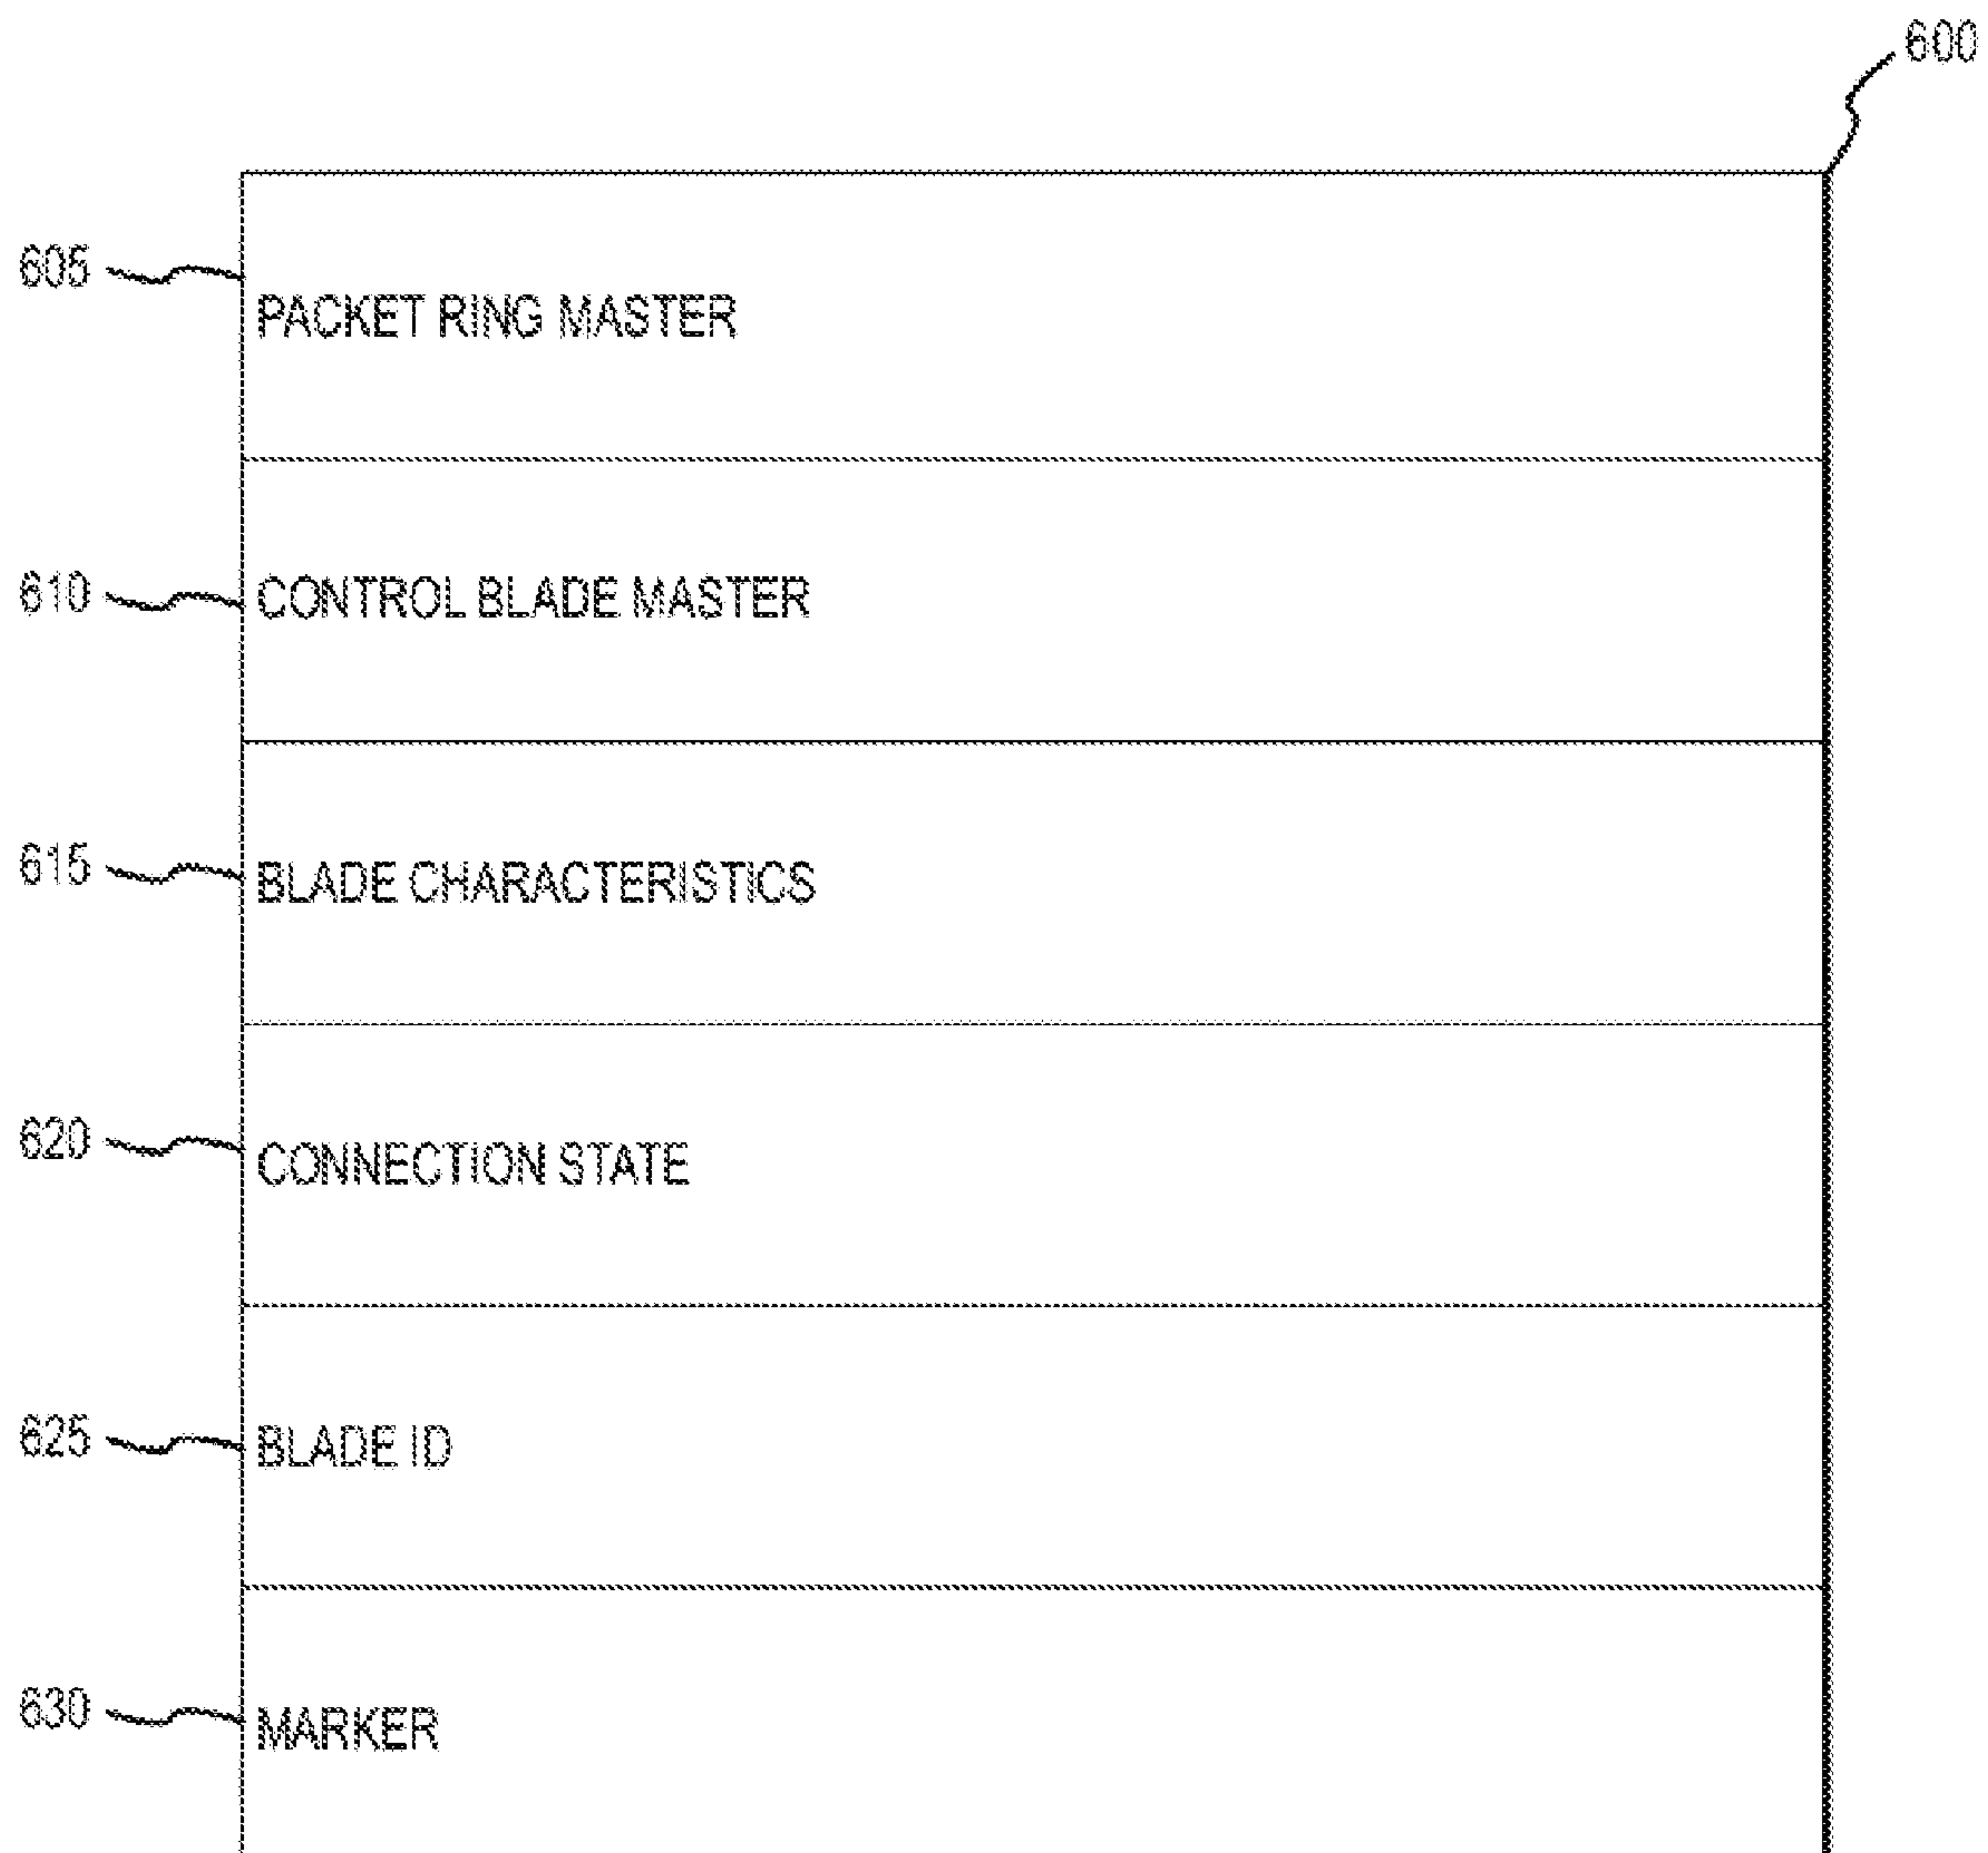 600
605
PACKET RING MASTER
610
CONTROL BLADE MASTER
615
BLADE CHARACTERISTICS
620
CONNECTION STATE
625
BLADE ID
630
MARKER